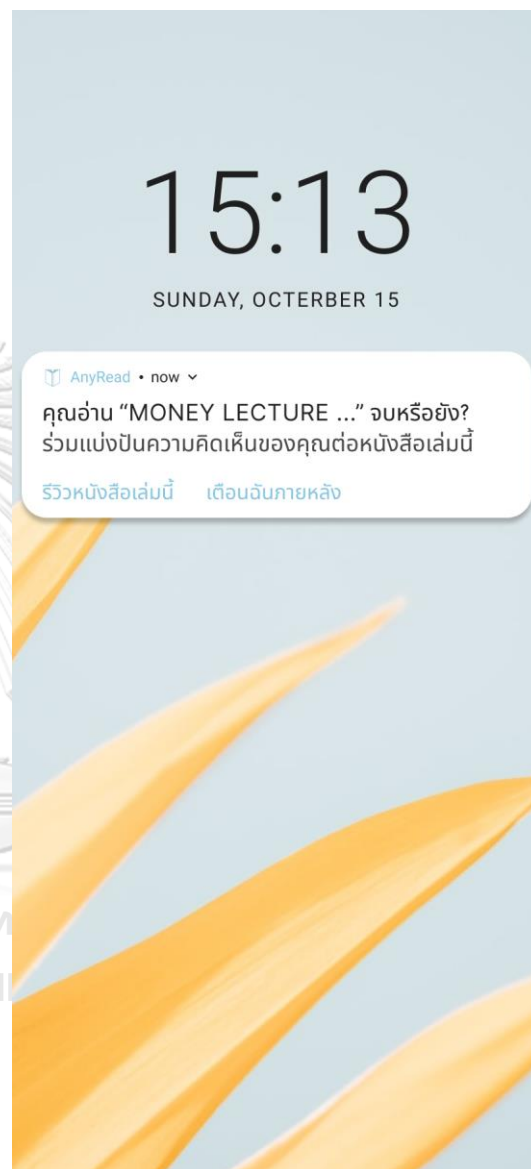 15:13
SUNDAY, OCTERBER 15
AnyRead • now
คุณอ่าน “MONEY LECTURE ...” จบหรือยัง?
ร่วมแบ่งปันความคิดเห็นของคุณต่อหนังสือเล่มนี้
รีวิวหนังสือเล่มนี้ เตือนฉันภายหลัง